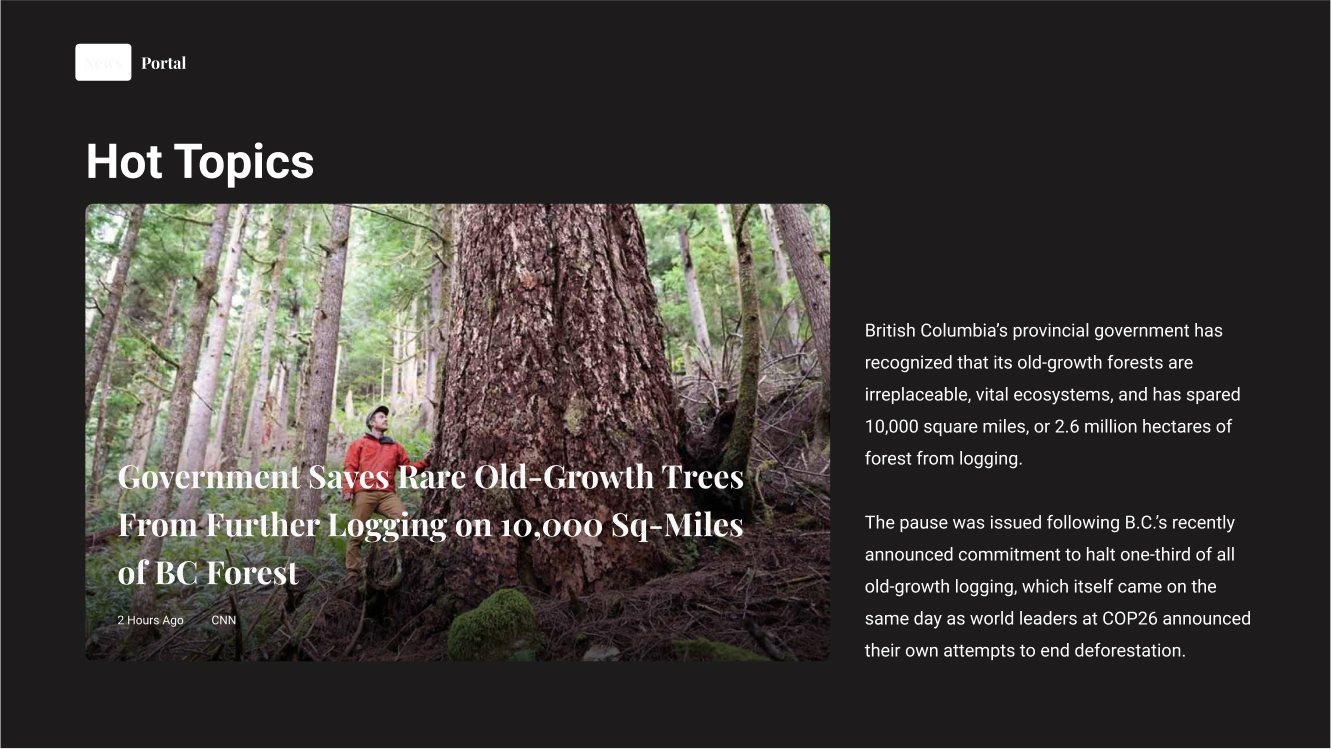 News Portal
Hot Topics
Government Saves Rare Old-Growth Trees
From Further Logging on 10,000 Sq-Miles
of BC Forest
2 Hours Ago CNN
British Columbia’s provincial government has
recognized that its old-growth forests are
irreplaceable, vital ecosystems, and has spared
10,000 square miles, or 2.6 million hectares of
forest from logging.
The pause was issued following B.C.’s recently
announced commitment to halt one-third of all
old-growth logging, which itself came on the
same day as world leaders at COP26 announced
their own attempts to end deforestation.